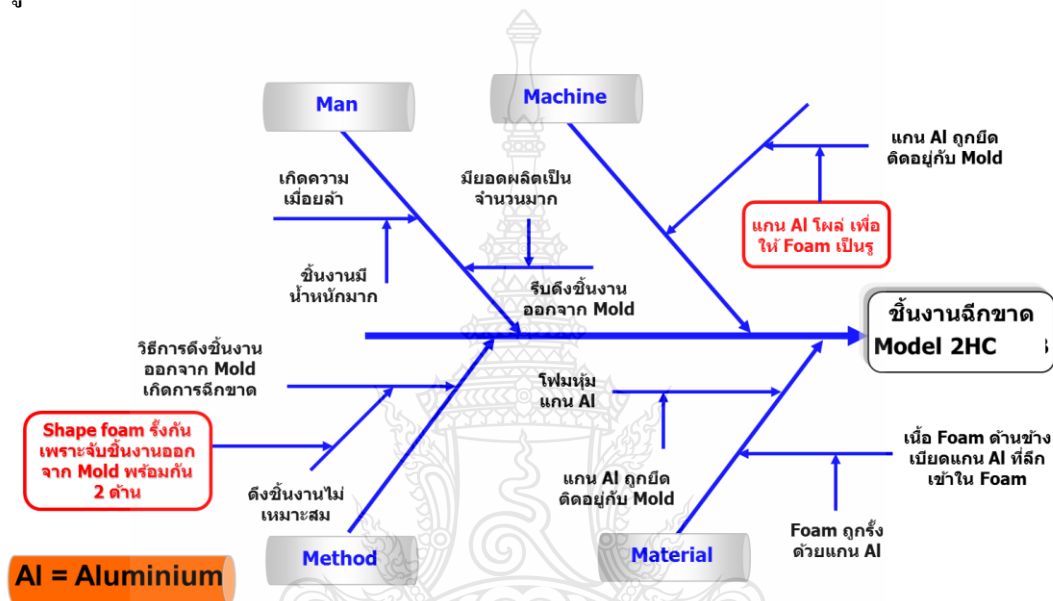 Man
Machine
เกิดความ
เมื่อยล้า
มียอดผลิตเป็น
จำนวนมาก
แกน Al ถูกยึด
ติดอยู่กับ Mold
แกน Al โผล่ เพื่อ
ให้ Foam เป็นรู
ชิ้นงานมี
น้ำหนักมาก
รีบดึงชิ้นงาน
ออกจาก Mold
ชิ้นงานฉีกขาด
Model 2HC
วิธีการดึงชิ้นงาน
ออกจาก Mold
เกิดการฉีกขาด
โฟมหุ้ม
แกน Al
Shape foam รั้งกัน
เพราะจับชิ้นงานออก
จาก Mold พร้อมกัน
2 ด้าน
เนื้อ Foam ด้านข้าง
เบียดแกน Al ที่ลึก
เข้าใน Foam
ดึงชิ้นงานไม่
เหมาะสม
แกน Al ถูกยึด
ติดอยู่กับ Mold
Foam ถูกรั้ง
ด้วยแกน Al
Method
Material
Al = Aluminium